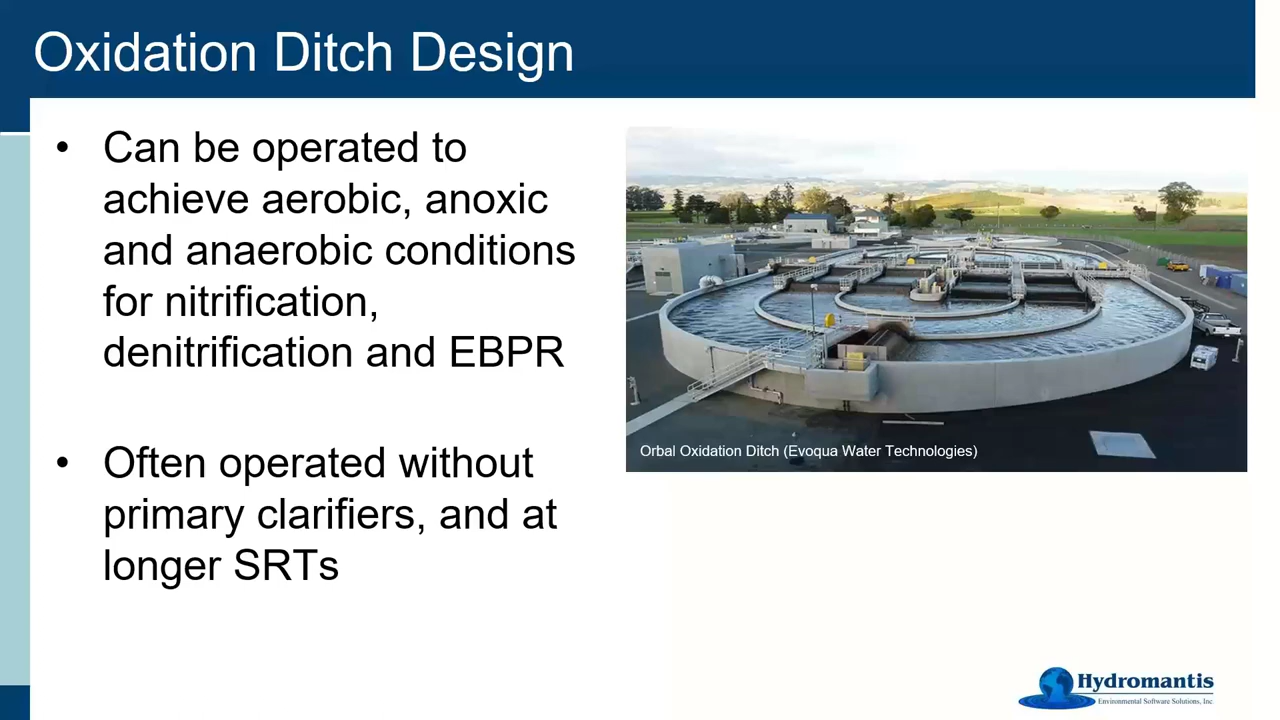 Oxidation Ditch Design
• Can be operated to
achieve aerobic, anoxic
and anaerobic conditions
for nitrification,
denitrification and EBPR
• Often operated without
primary clarifiers, and at
longer SRTs
Orbal Oxidation Ditch (Evoqua Water Technologies)
Hydromantis
Environmental Software Solutions, Inc.